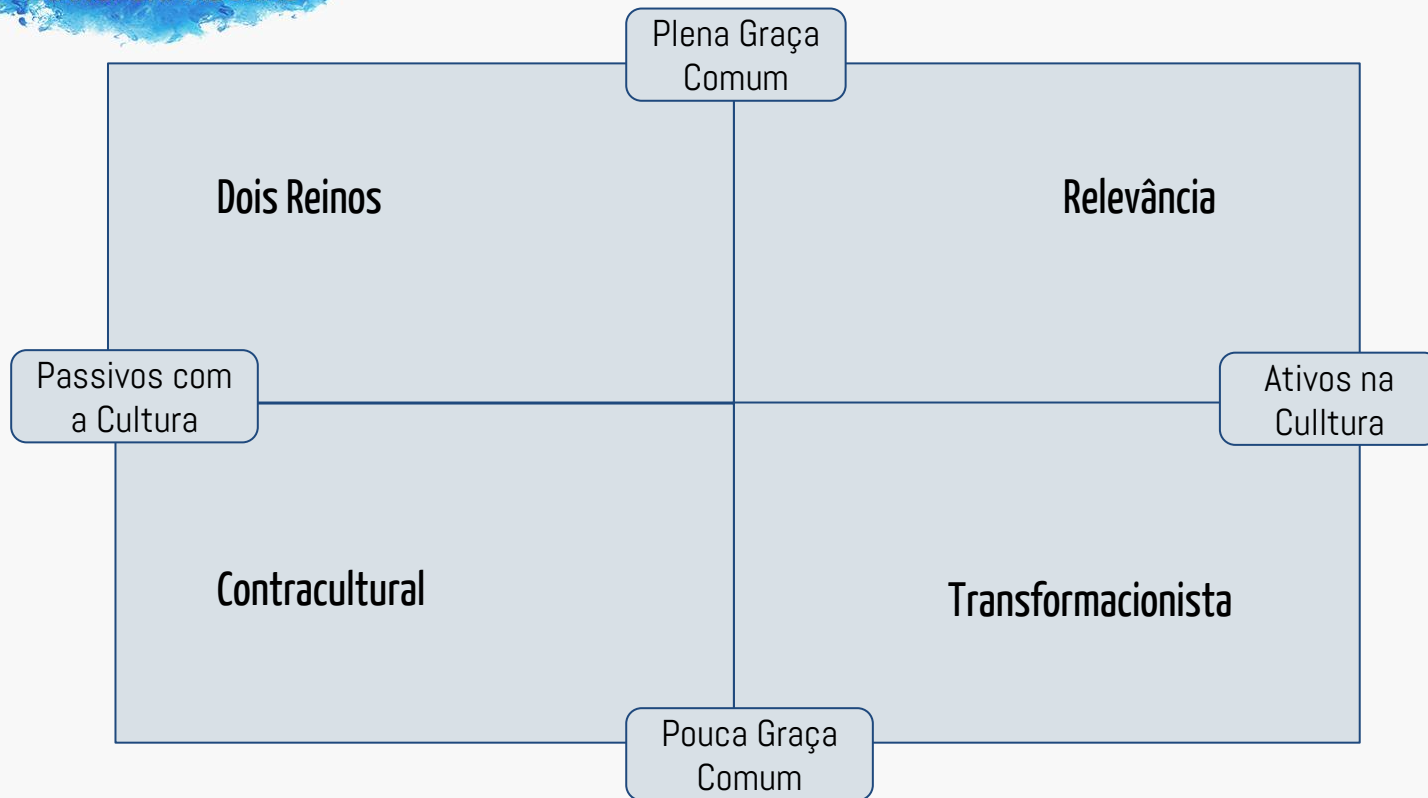 Plena Graça
Comum
Dois Reinos
Relevância
Passivos com
a Cultura
Ativos na
Culltura
Contracultural
Transformacionista
Pouca Graça
Comum